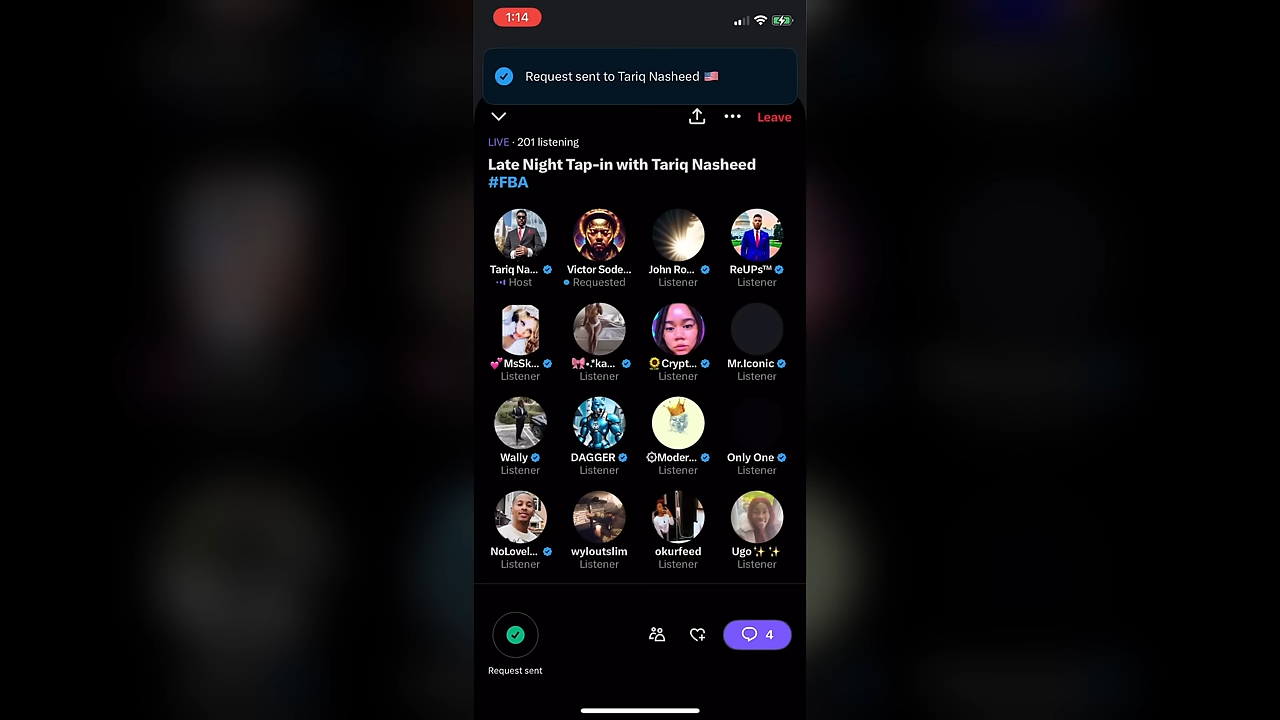 1:14
Request sent to Tariq Nasheed 🇺🇸
Leave
LIVE · 201 listening
Late Night Tap-in with Tariq Nasheed
#FBA
Tariq Na... Victor Sode... John Ro... ReUPs™
Host Requested Listener Listener
💕MsSk... 🎀•.*ka... 🌻Crypt... Mr.Iconic
Listener Listener Listener Listener
Wally DAGGER Moder... Only One
Listener Listener Listener Listener
NoLovel... wyloutslim okurfeed Ugo✨ ✨
Listener Listener Listener Listener
4
Request sent